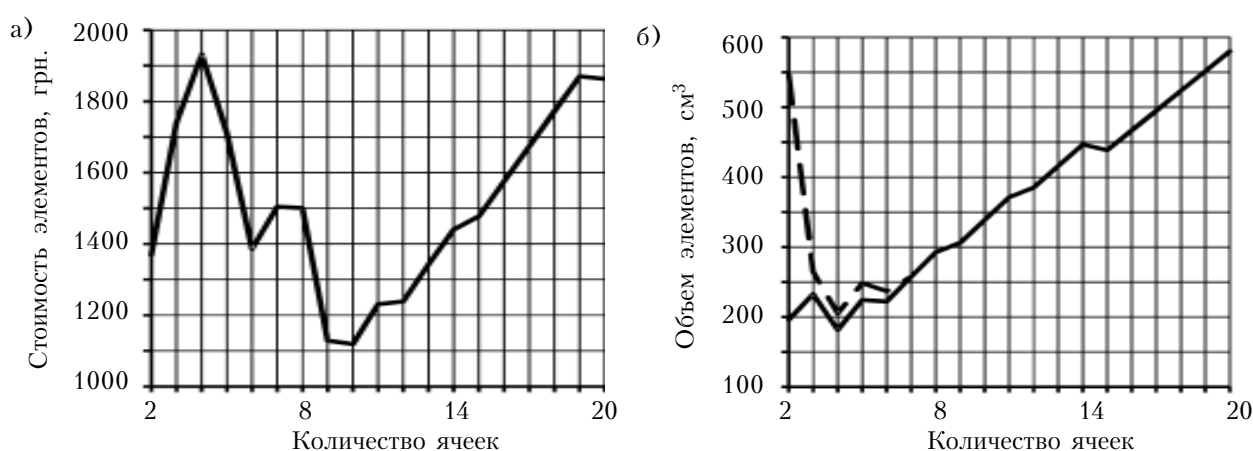 а)
Стоимость элементов, грн.
2000
1800
1600
1400
1200
1000
2 8 14 20
Количество ячеек
б)
Объем элементов, см³
600
500
400
300
200
100
2 8 14 20
Количество ячеек